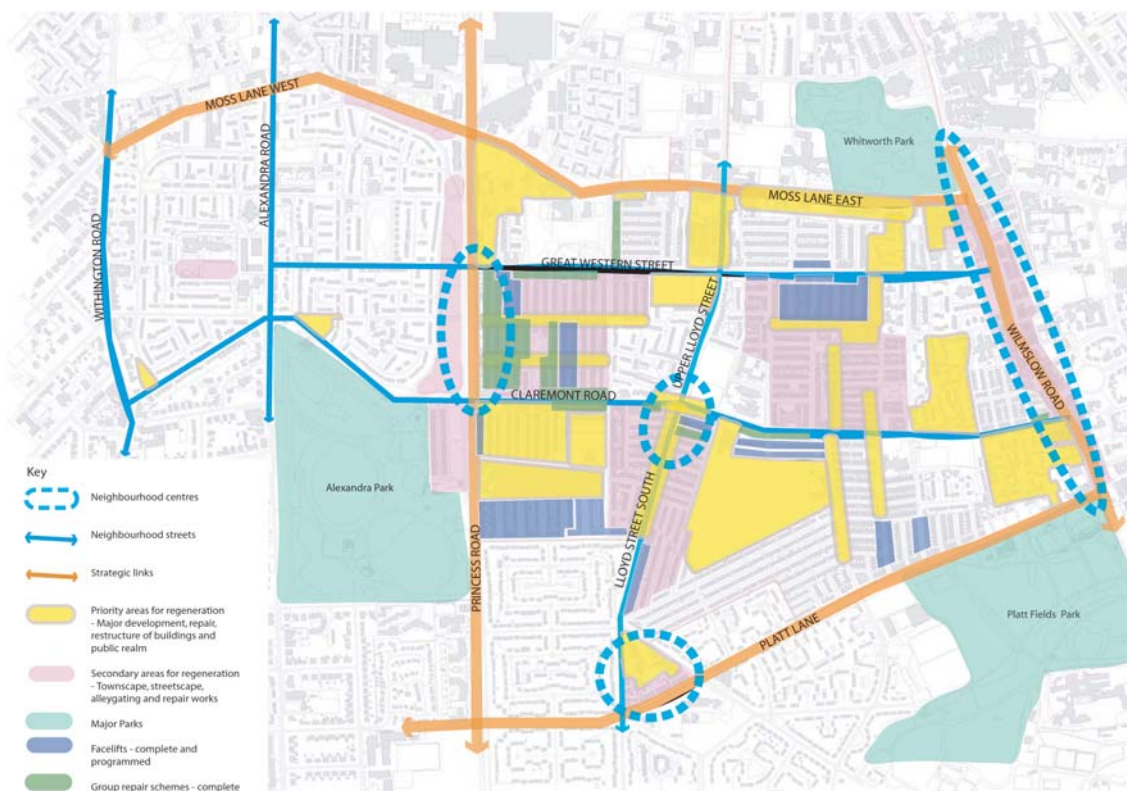 MOSS LANE WEST
Whitworth Park
ALEXANDRA ROAD
MOSS LANE EAST
WITHINGTON ROAD
GREAT WESTERN STREET
UPPER LLOYD STREET
WILMSLOW ROAD
CLAREMONT ROAD
Key
Neighbourhood centres
Alexandra Park
Neighbourhood streets
LLOYD STREET SOUTH
Strategic links
PRINCESS ROAD
Priority areas for regeneration
- Major development, repair,
restructure of buildings and
public realm
PLATT LANE
Platt Fields Park
Secondary areas for regeneration
- Townscape, streetscape,
alleygating and repair works
Major Parks
Facelifts - complete and
programmed
Group repair schemes - complete